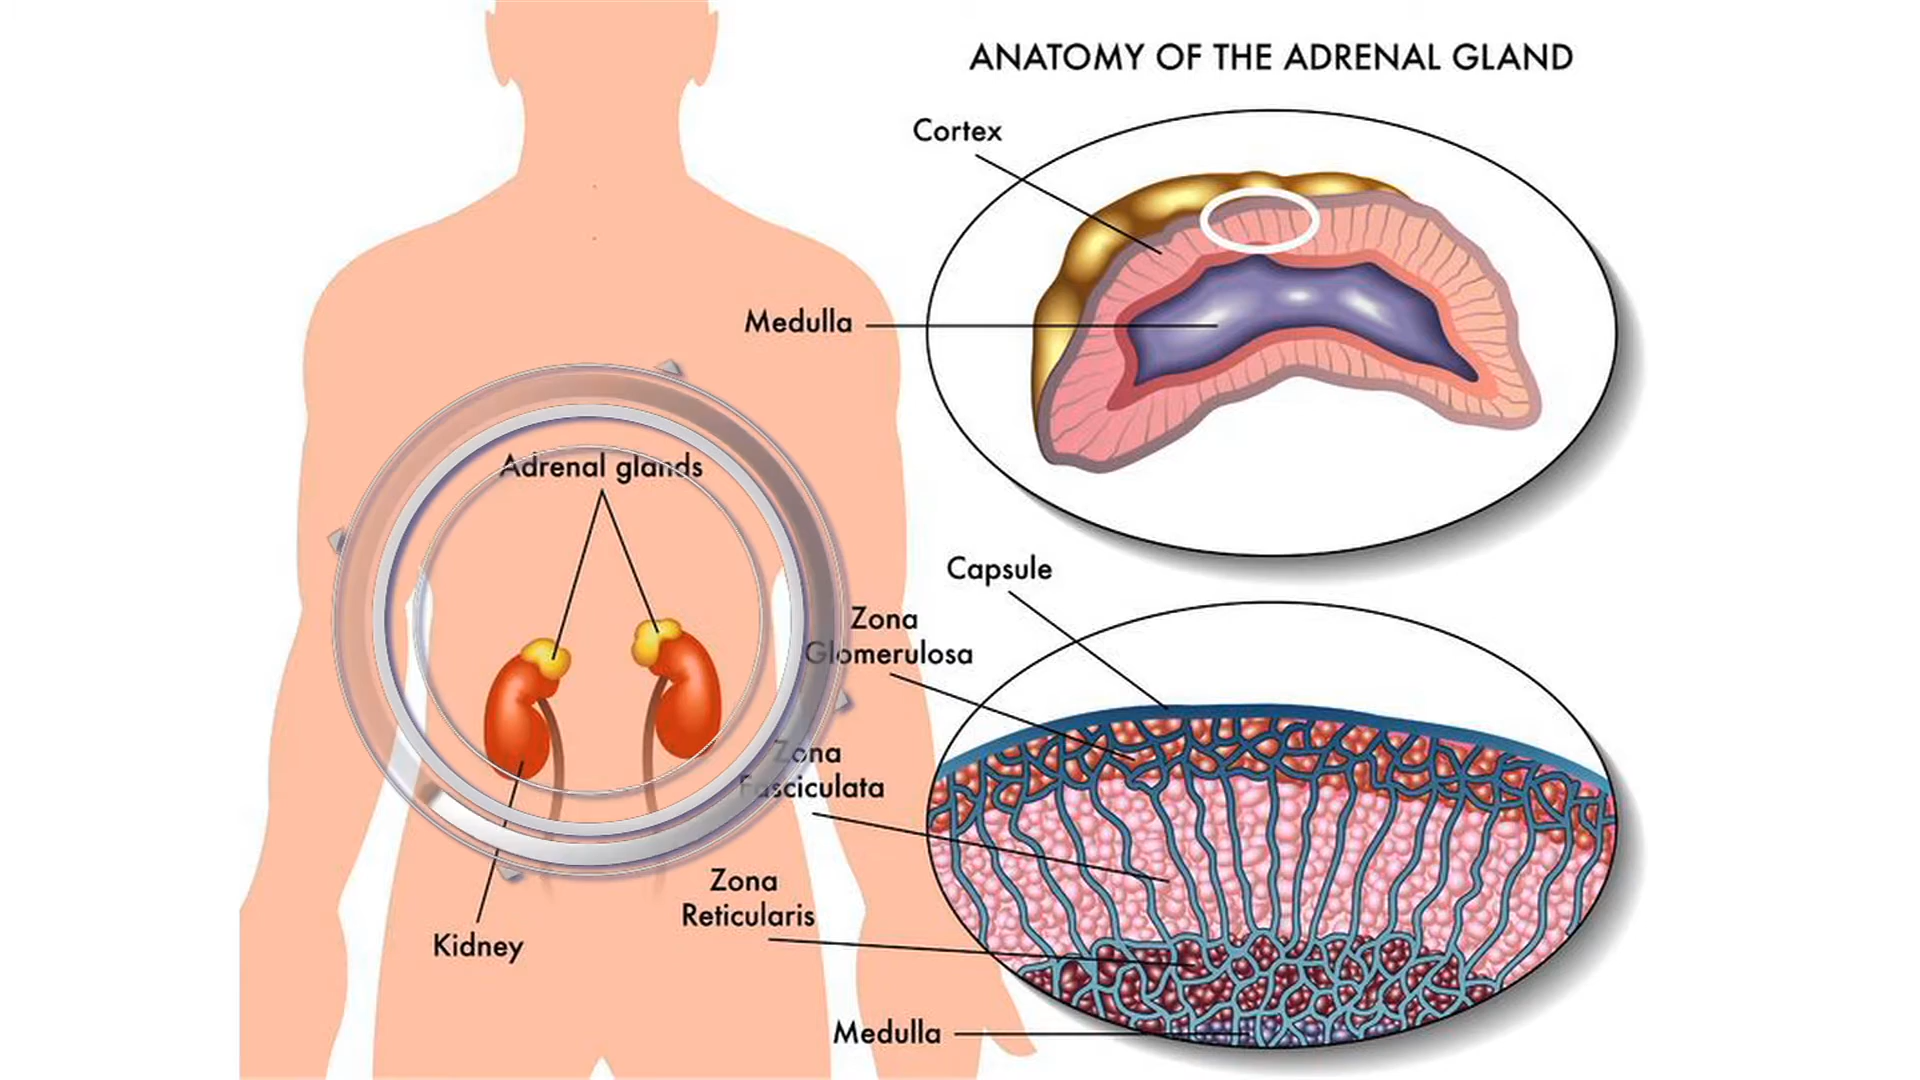 ANATOMY OF THE ADRENAL GLAND
Cortex
Medulla
Adrenal glands
Capsule
Zona
Glomerulosa
Zona
Fasciculata
Zona
Reticularis
Kidney
Medulla